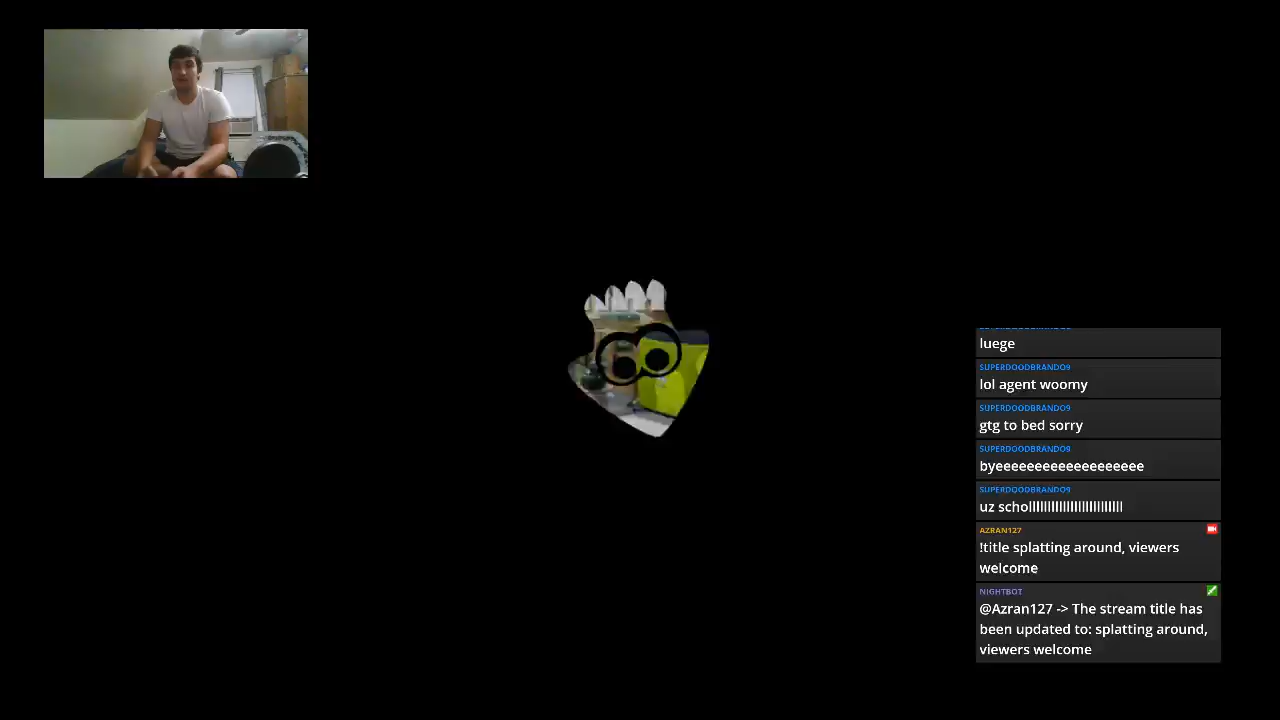 luege
SUPERDOODBRANDO9
lol agent woomy
SUPERDOODBRANDO9
gtg to bed sorry
SUPERDOODBRANDO9
byeeeeeeeeeeeeeeeeeee
SUPERDOODBRANDO9
uz schollllllllllllllllllllllll
AZRAN127
!title splatting around, viewers
welcome
NIGHTBOT
@Azran127 -> The stream title has
been updated to: splatting around,
viewers welcome